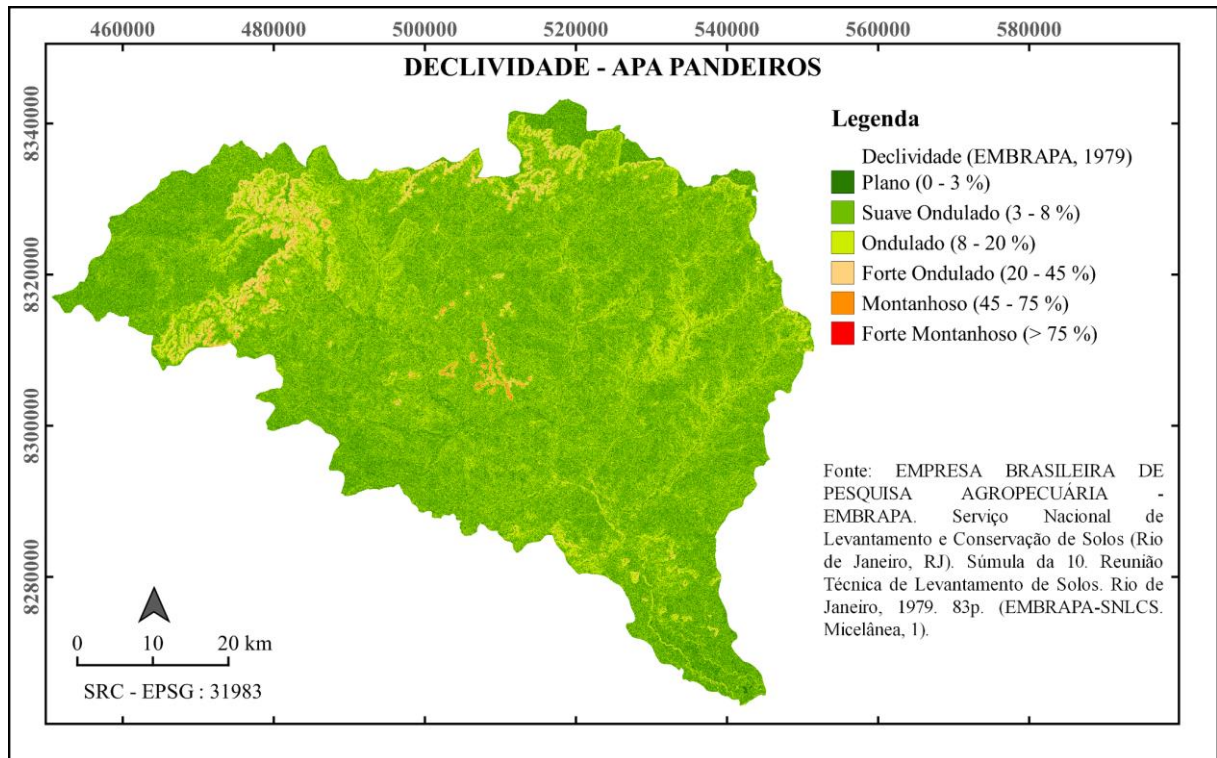 460000 480000 500000 520000 540000 560000 580000
DECLIVIDADE - APA PANDEIROS
8340000
8320000
8300000
8280000
Legenda
Declividade (EMBRAPA, 1979)
Plano (0 - 3 %)
Suave Ondulado (3 - 8 %)
Ondulado (8 - 20 %)
Forte Ondulado (20 - 45 %)
Montanhoso (45 - 75 %)
Forte Montanhoso (> 75 %)
Fonte: EMPRESA BRASILEIRA DE
PESQUISA AGROPECUÁRIA -
EMBRAPA. Serviço Nacional de
Levantamento e Conservação de Solos (Rio
de Janeiro, RJ). Súmula da 10. Reunião
Técnica de Levantamento de Solos. Rio de
Janeiro, 1979. 83p. (EMBRAPA-SNLCS.
Micelânea, 1).
0 10 20 km
SRC - EPSG : 31983